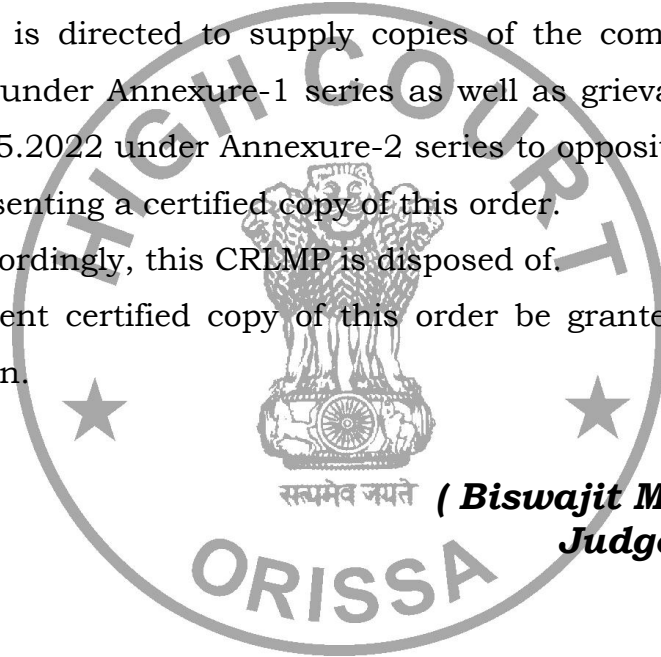 is directed to supply copies of the com
under Annexure-1 series as well as grieva
5.2022 under Annexure-2 series to opposit
senting a certified copy of this order.
ordingly, this CRLMP is disposed of.
ent certified copy of this order be grante
n.
( Biswajit M
Judge
HIGH COURT
सत्यमेव जयते
ORISSA